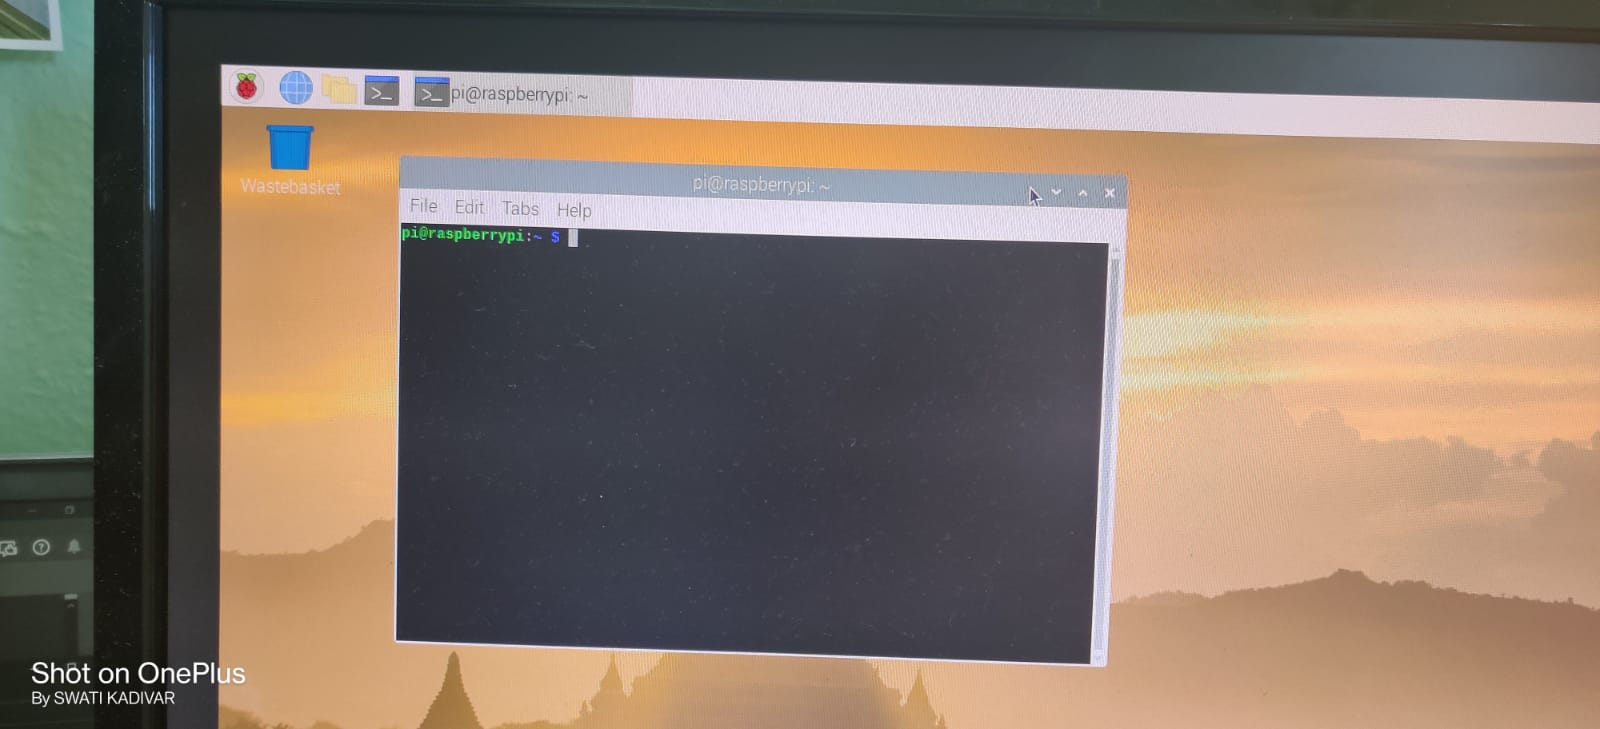 pi@raspberrypi: ~
Wastebasket
pi@raspberrypi: ~
File Edit Tabs Help
pi@raspberrypi:~ $
Shot on OnePlus
By SWATI KADIVAR